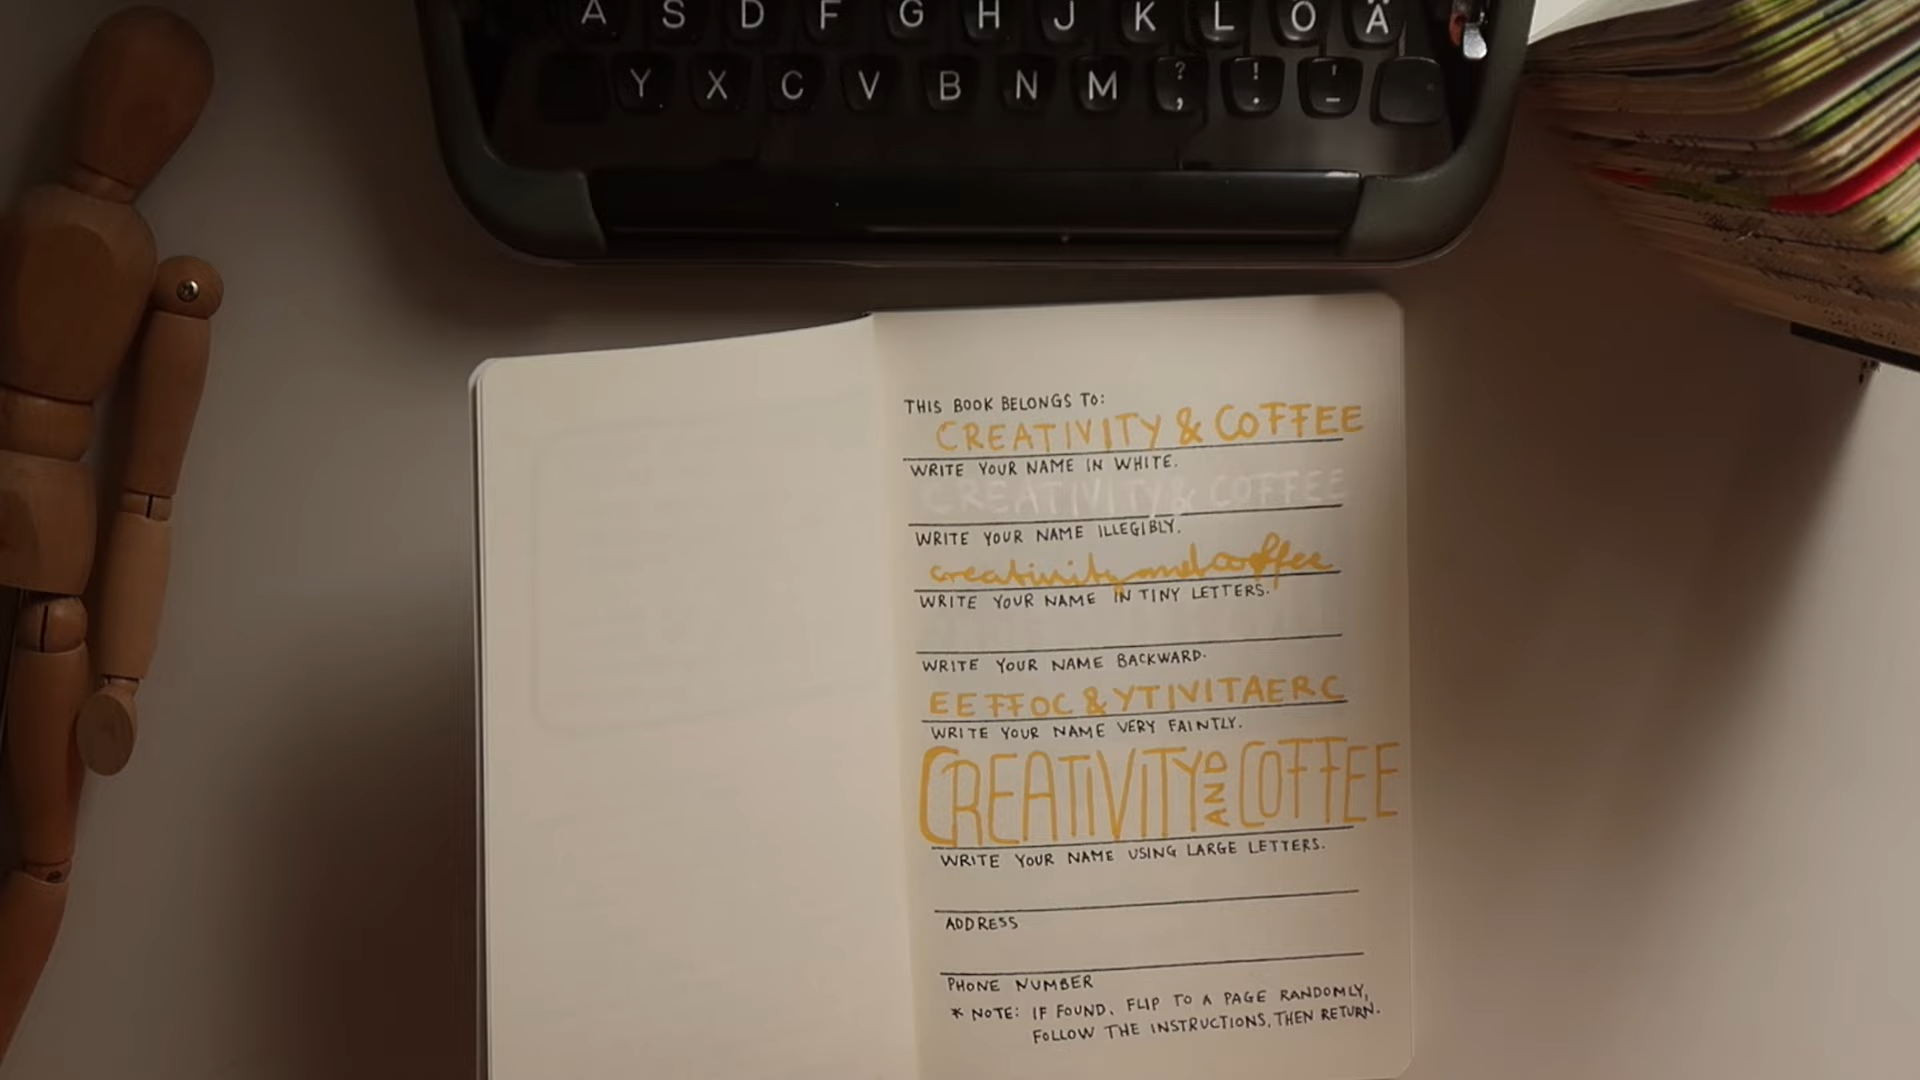 A S D F G H J K L Ö Ä
Y X C V B N M ? , ! . ' _
THIS BOOK BELONGS TO:
CREATIVITY & COFFEE
WRITE YOUR NAME IN WHITE.
CREATIVITY & COFFEE
WRITE YOUR NAME ILLEGIBLY.
creativityandcoffee
WRITE YOUR NAME IN TINY LETTERS.
WRITE YOUR NAME BACKWARD.
EEFFOC & YTIVITAERC
WRITE YOUR NAME VERY FAINTLY.
CREATIVITY AND COFFEE
WRITE YOUR NAME USING LARGE LETTERS.
ADDRESS
PHONE NUMBER
* NOTE: IF FOUND, FLIP TO A PAGE RANDOMLY,
FOLLOW THE INSTRUCTIONS, THEN RETURN.